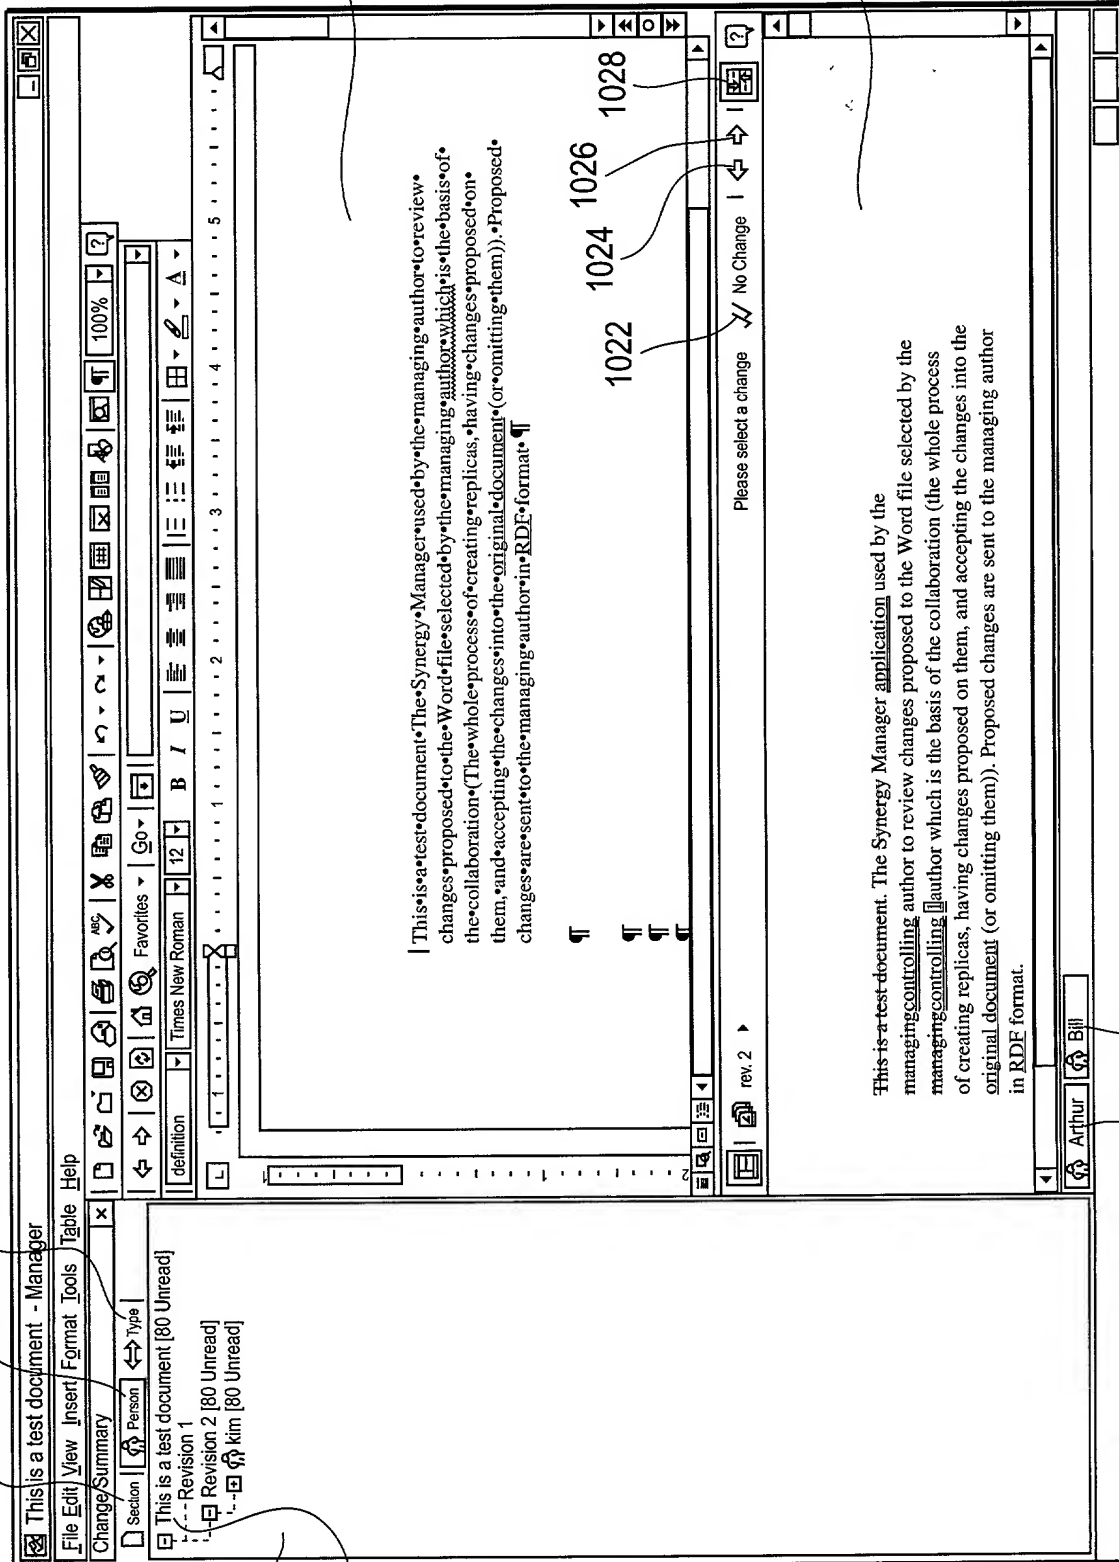 This is a test document - Manager
File Edit View Insert Format Tools Table Help
Change Summary
Section Person Type
This is a test document [80 Unread]
Revision 1
Revision 2 [80 Unread]
kim [80 Unread]
ABC
100%
Favorites Go
definition Times New Roman 12 B I U A
L 1 1 2 3 4 5
This•is•a•test•document•The•Synergy•Manager•used•by•the•managing•author•to•review•
changes•proposed•to•the•Word•file•selected•by•the•managing•author•which•is•the•basis•of•
the•collaboration•(The•whole•process•of•creating•replicas,•having•changes•proposed•on•
them,•and•accepting•the•changes•into•the•original•document•(or•omitting•them)).•Proposed•
changes•are•sent•to•the•managing•author•in•RDF•format•¶
¶
¶
¶
¶
1
2
1022
1024
1026
1028
rev. 2 Please select a change No Change
This is a test document. The Synergy Manager application used by the
managingcontrolling author to review changes proposed to the Word file selected by the
managingcontrolling []author which is the basis of the collaboration (the whole process
of creating replicas, having changes proposed on them, and accepting the changes into the
original document (or omitting them)). Proposed changes are sent to the managing author
in RDF format.
Arthur Bill